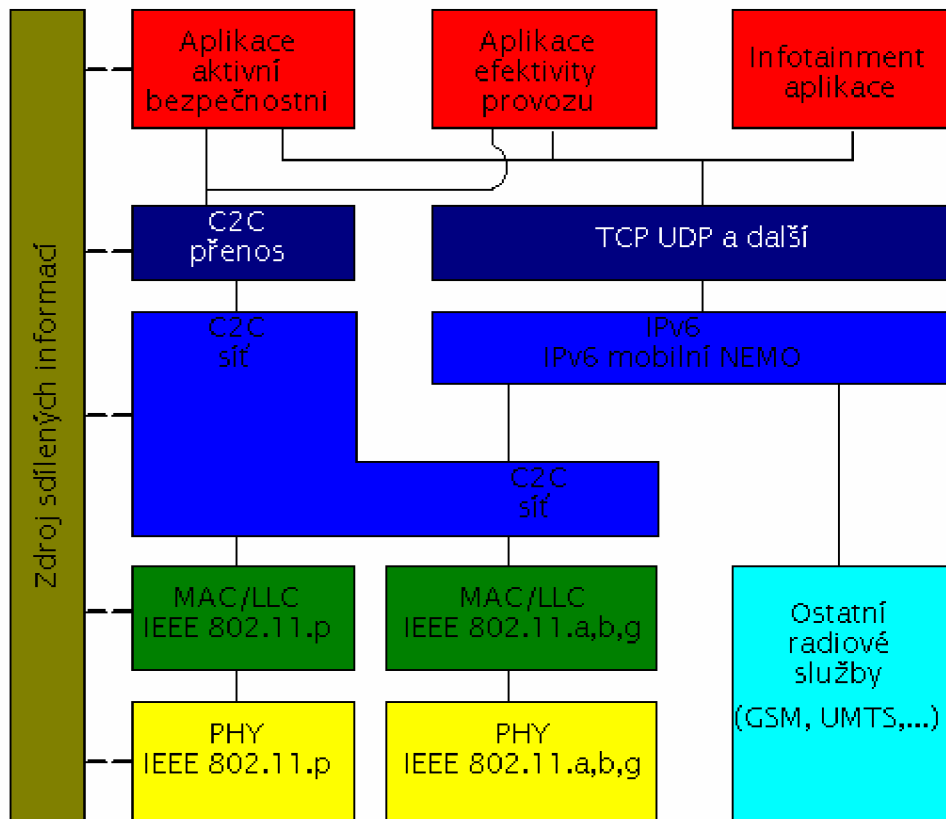 Zdroj sdílených informací
Aplikace
aktivní
bezpečnostni
Aplikace
efektivity
provozu
Infotainment
aplikace
C2C
přenos
TCP UDP a další
C2C
síť
IPv6
IPv6 mobilní NEMO
C2C
síť
MAC/LLC
IEEE 802.11.p
MAC/LLC
IEEE 802.11.a,b,g
Ostatní
radiové
služby
(GSM, UMTS,...)
PHY
IEEE 802.11.p
PHY
IEEE 802.11.a,b,g